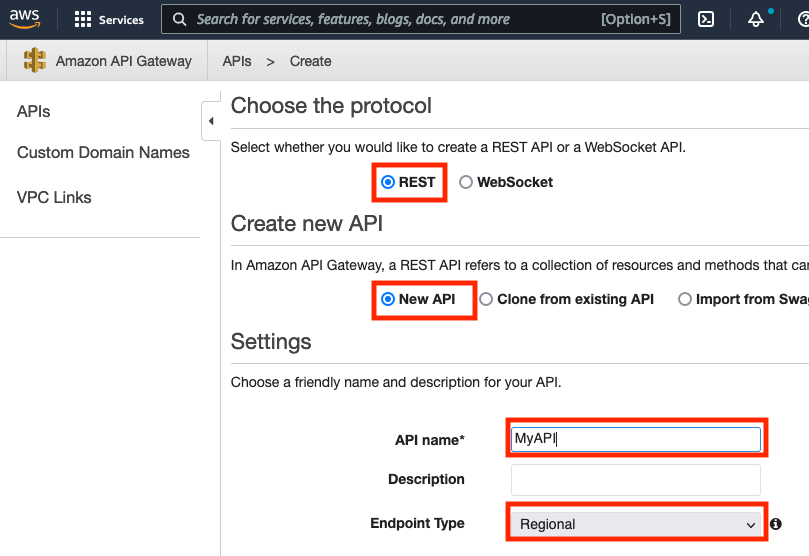 aws
Services
Search for services, features, blogs, docs, and more
[Option+S]
Amazon API Gateway
APIs > Create
APIs
Custom Domain Names
VPC Links
Choose the protocol
Select whether you would like to create a REST API or a WebSocket API.
REST
WebSocket
Create new API
In Amazon API Gateway, a REST API refers to a collection of resources and methods that can
New API
Clone from existing API
Import from Swag
Settings
Choose a friendly name and description for your API.
API name*
MyAPI
Description
Endpoint Type
Regional